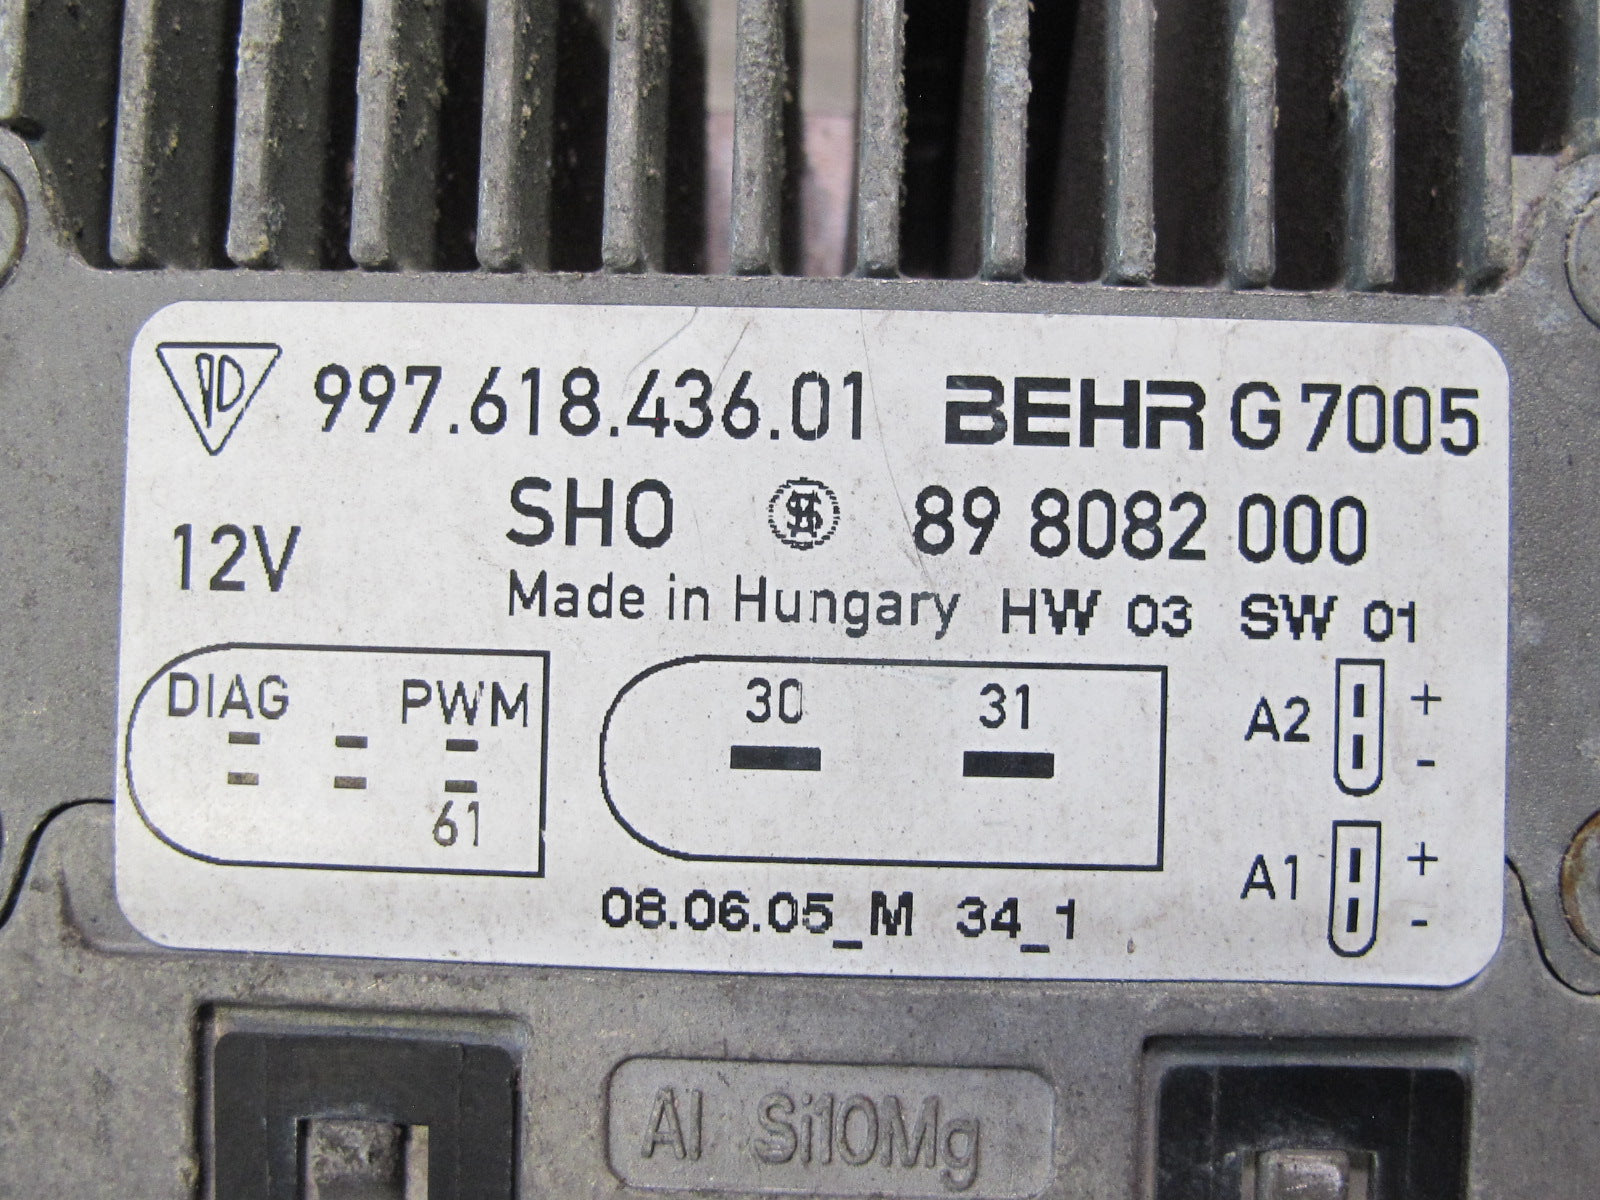 997.618.436.01 BEHR G 7005
SHO 89 8082 000
12V
Made in Hungary HW 03 SW 01
DIAG PWM
61
30 31
A2 + -
A1 + -
08.06.05_M 34_1
Al Si10Mg